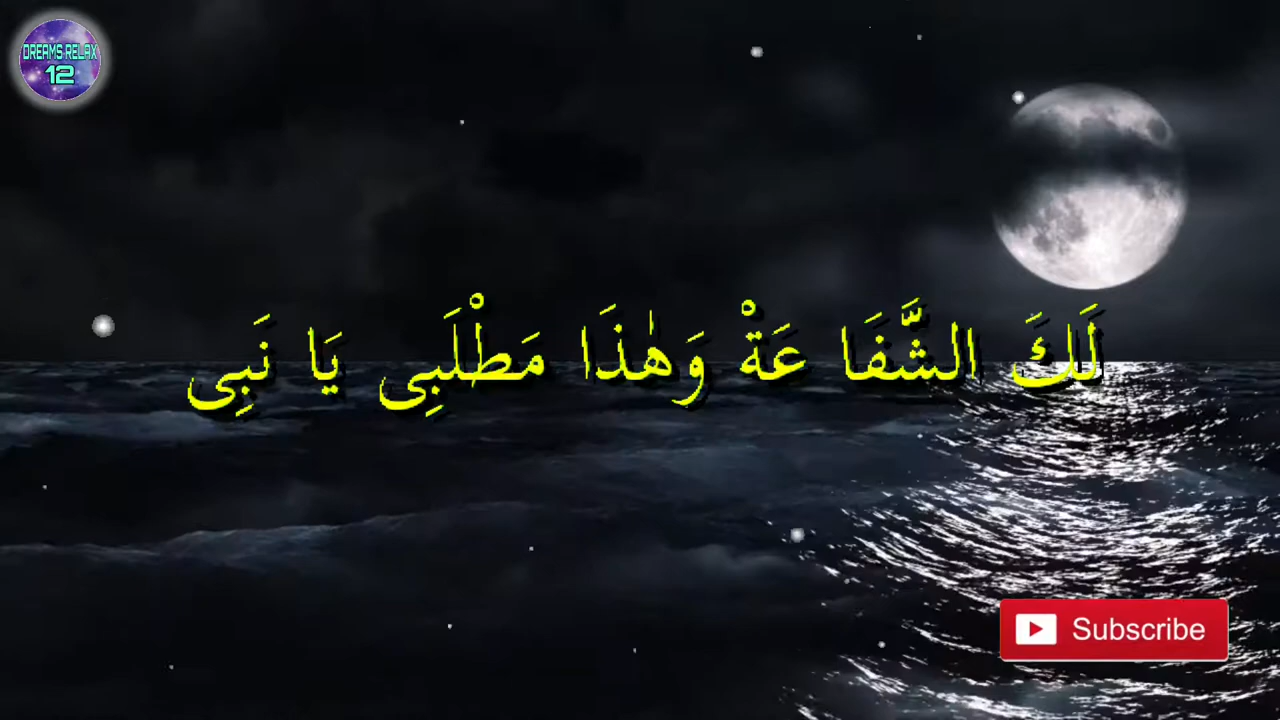 DREAMS RELAX
12
لَكَ الشَّفَا عَةْ وَهٰذَا مَطْلَبِى يَا نَبِى
Subscribe